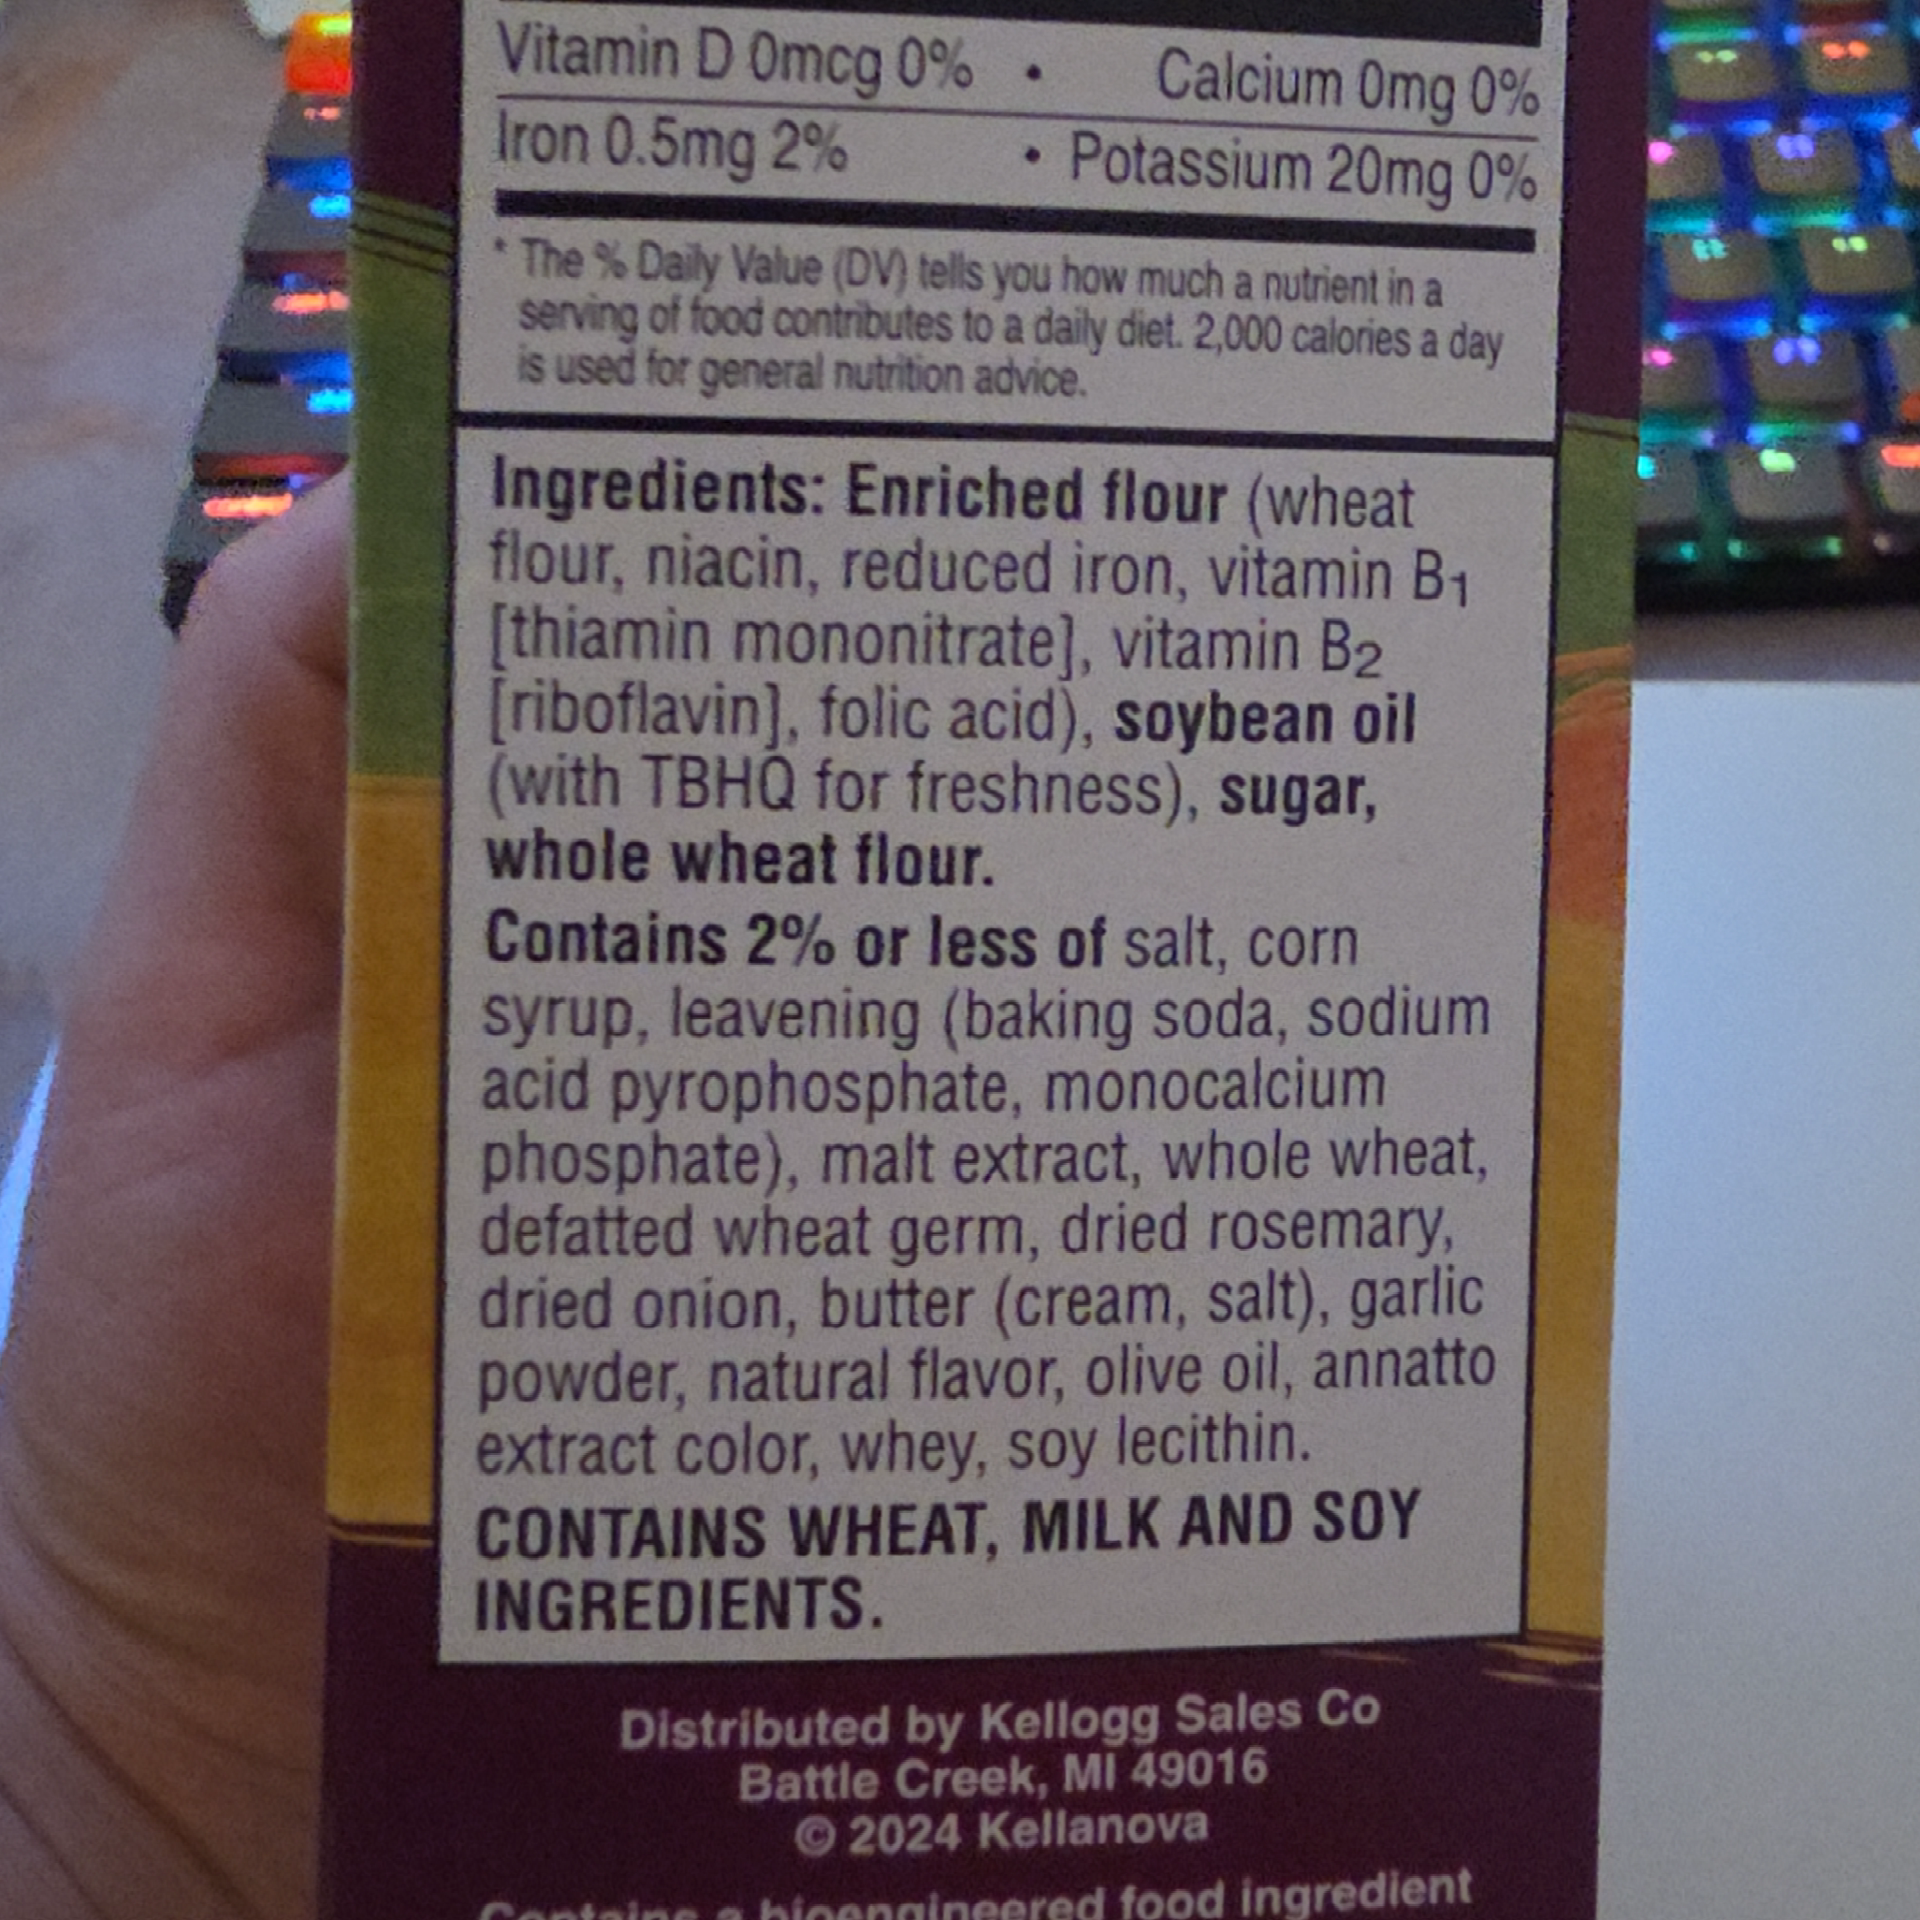 Vitamin D 0mcg 0% • Calcium 0mg 0%
Iron 0.5mg 2% • Potassium 20mg 0%
* The % Daily Value (DV) tells you how much a nutrient in a
serving of food contributes to a daily diet. 2,000 calories a day
is used for general nutrition advice.
Ingredients: Enriched flour (wheat
flour, niacin, reduced iron, vitamin B1
[thiamin mononitrate], vitamin B2
[riboflavin], folic acid), soybean oil
(with TBHQ for freshness), sugar,
whole wheat flour.
Contains 2% or less of salt, corn
syrup, leavening (baking soda, sodium
acid pyrophosphate, monocalcium
phosphate), malt extract, whole wheat,
defatted wheat germ, dried rosemary,
dried onion, butter (cream, salt), garlic
powder, natural flavor, olive oil, annatto
extract color, whey, soy lecithin.
CONTAINS WHEAT, MILK AND SOY
INGREDIENTS.
Distributed by Kellogg Sales Co
Battle Creek, MI 49016
© 2024 Kellanova
Contains a bioengineered food ingredient